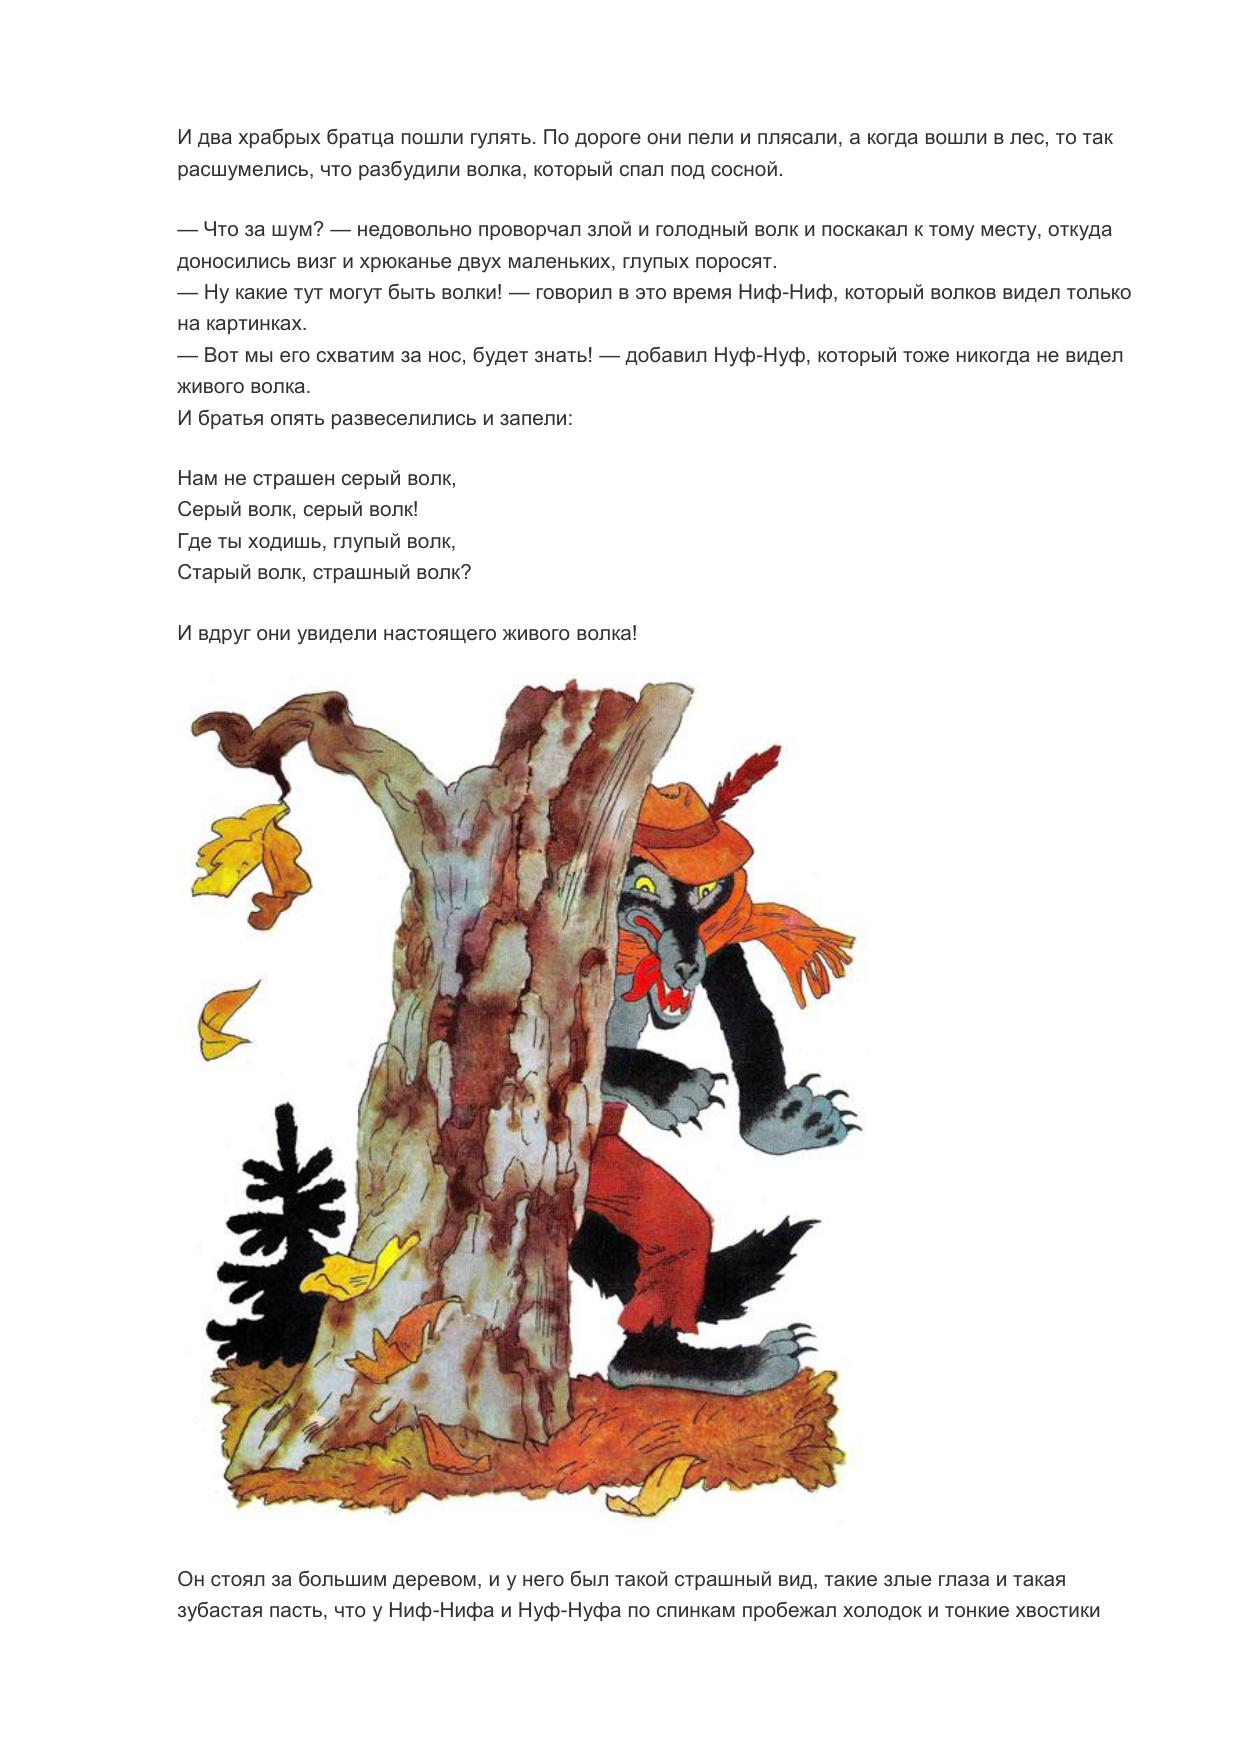 И два храбрых братца пошли гулять. По дороге они пели и плясали, а когда вошли в лес, то так
расшумелись, что разбудили волка, который спал под сосной.
— Что за шум? — недовольно проворчал злой и голодный волк и поскакал к тому месту, откуда
доносились визг и хрюканье двух маленьких, глупых поросят.
— Ну какие тут могут быть волки! — говорил в это время Ниф-Ниф, который волков видел только
на картинках.
— Вот мы его схватим за нос, будет знать! — добавил Нуф-Нуф, который тоже никогда не видел
живого волка.
И братья опять развеселились и запели:
Нам не страшен серый волк,
Серый волк, серый волк!
Где ты ходишь, глупый волк,
Старый волк, страшный волк?
И вдруг они увидели настоящего живого волка!
Он стоял за большим деревом, и у него был такой страшный вид, такие злые глаза и такая
зубастая пасть, что у Ниф-Нифа и Нуф-Нуфа по спинкам пробежал холодок и тонкие хвостики